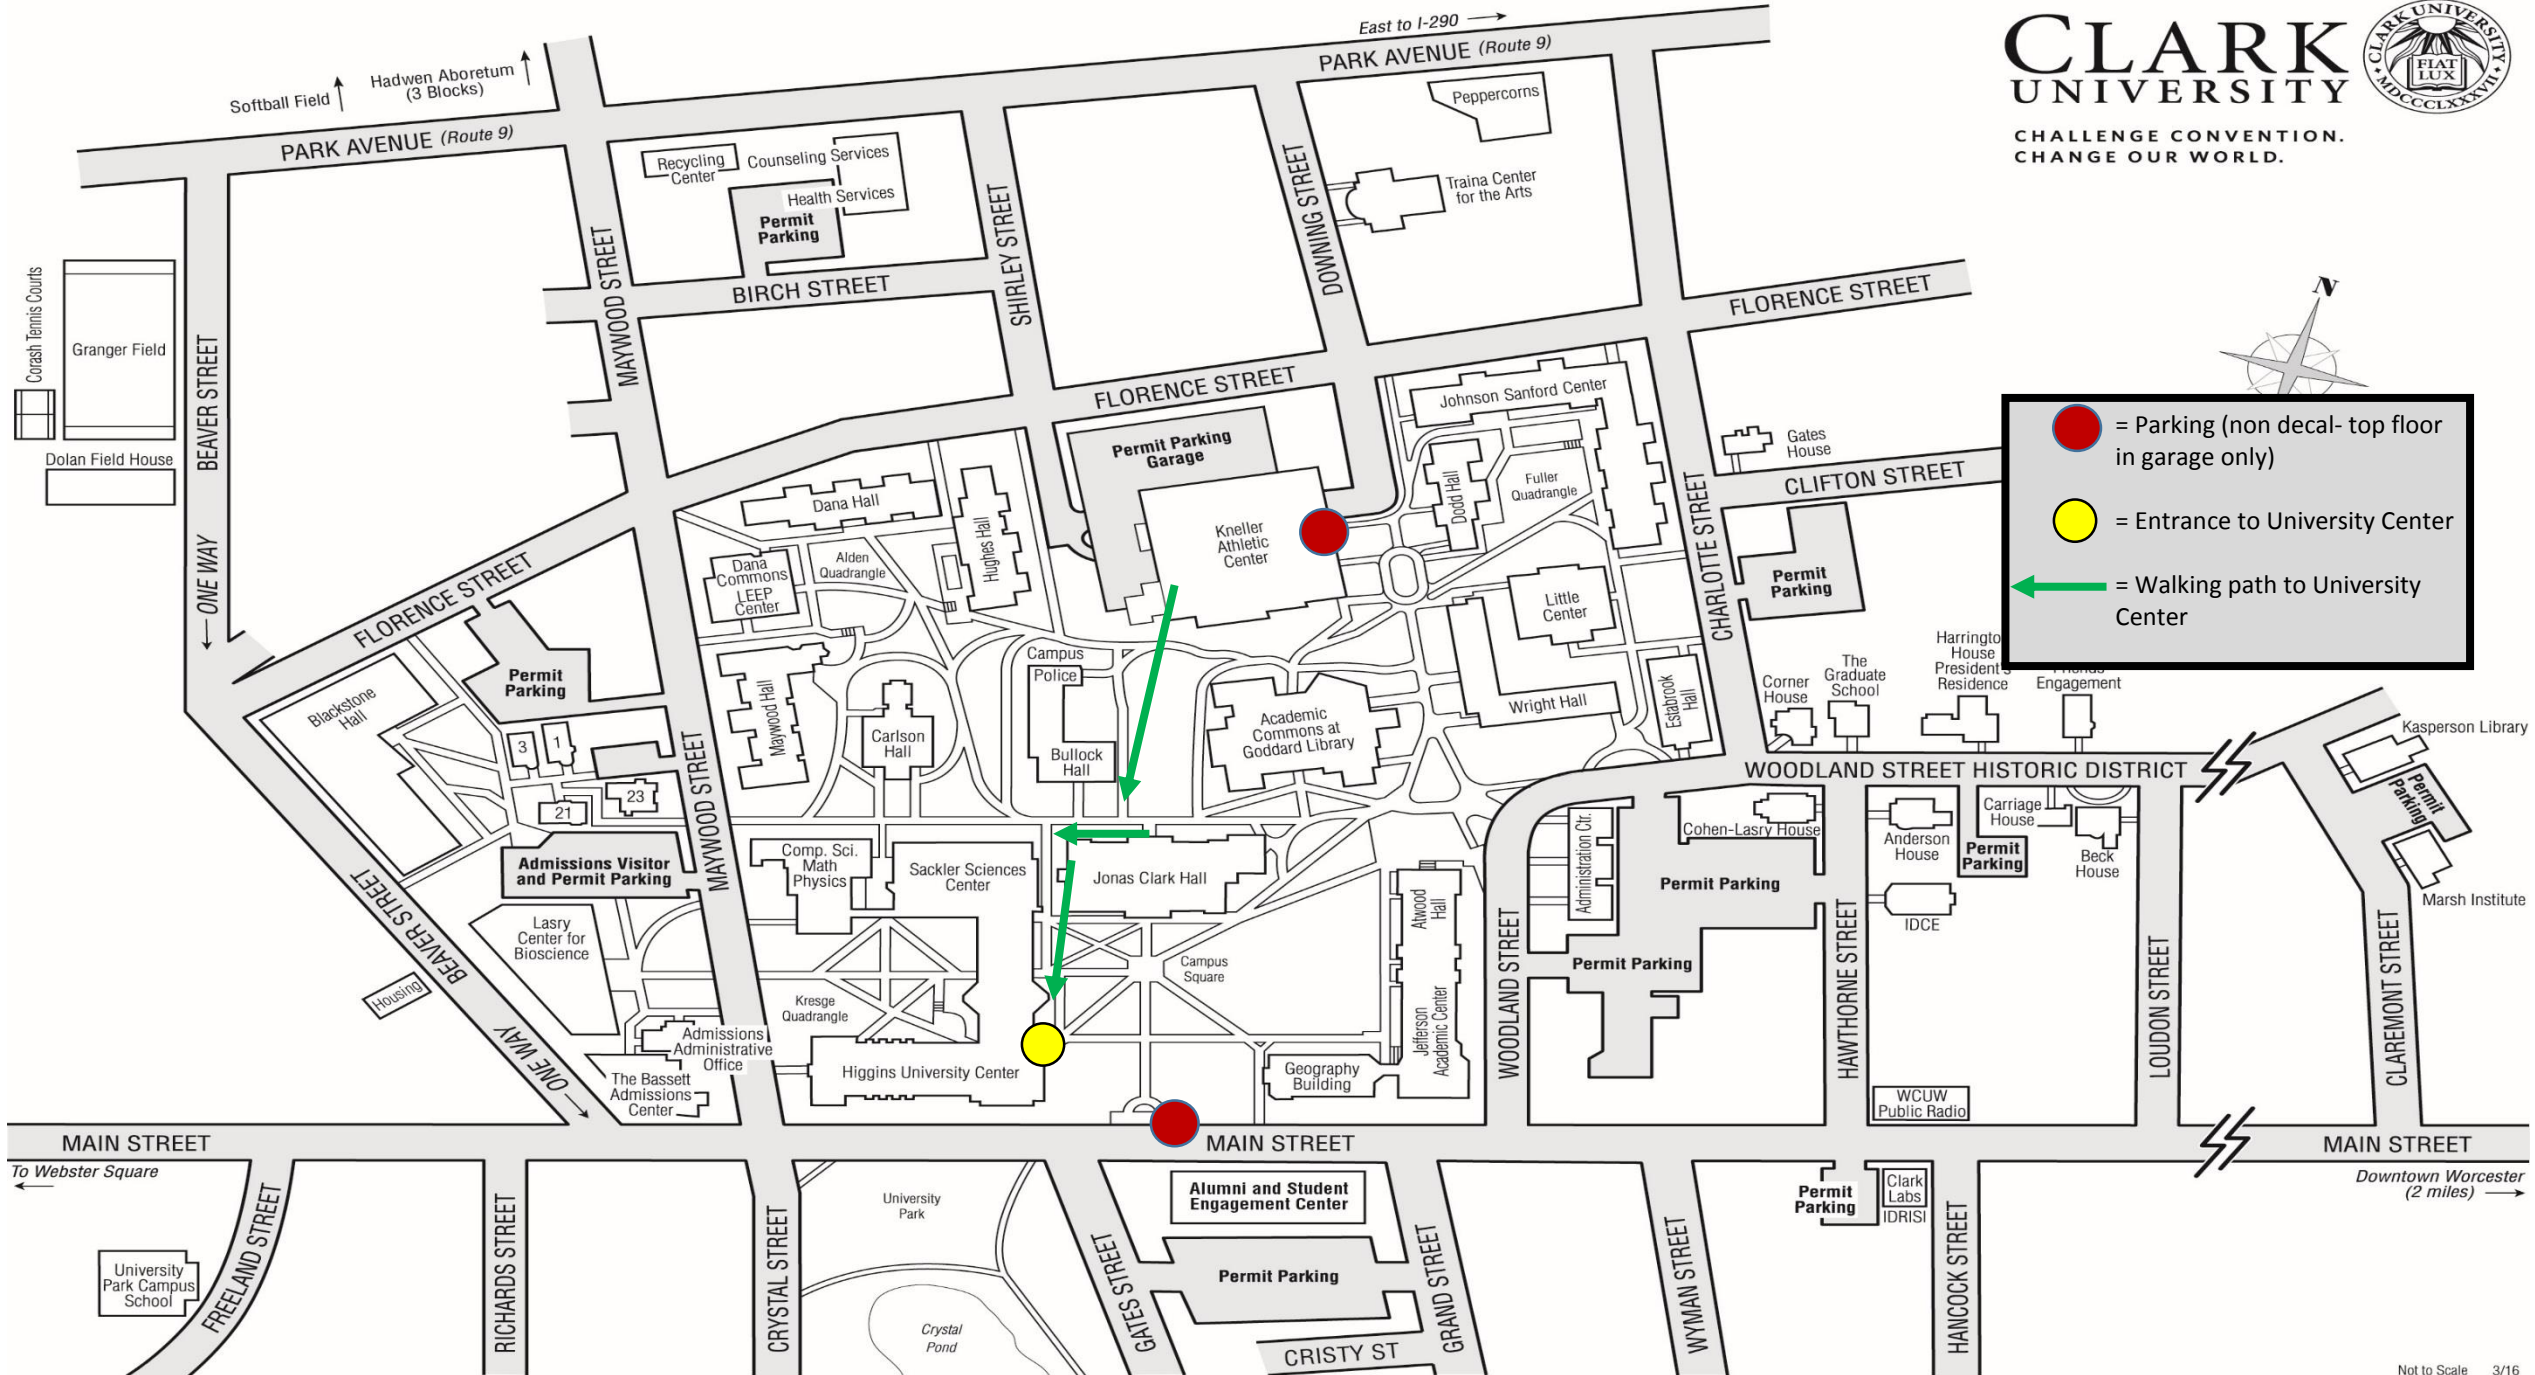 East to I-290
PARK AVENUE (Route 9)
CLARK
UNIVERSITY
CLARK UNIVERSITY
MDCCCLXXXVII
FIAT
LUX
CHALLENGE CONVENTION.
CHANGE OUR WORLD.
Softball Field
Hadwen Aboretum
(3 Blocks)
PARK AVENUE (Route 9)
Peppercorns
Recycling
Center
Counseling Services
Health Services
Permit
Parking
Traina Center
for the Arts
MAYWOOD STREET
SHIRLEY STREET
DOWNING STREET
BIRCH STREET
FLORENCE STREET
N
Corash Tennis Courts
Granger Field
BEAVER STREET
Dolan Field House
FLORENCE STREET
Johnson Sanford Center
Permit Parking
Garage
Gates
House
CLIFTON STREET
= Parking (non decal- top floor
in garage only)
= Entrance to University Center
= Walking path to University
Center
Dana Hall
Hughes Hall
Dodd Hall
Fuller
Quadrangle
CHARLOTTE STREET
Kneller
Athletic
Center
ONE WAY
FLORENCE STREET
Dana
Commons
LEEP
Center
Alden
Quadrangle
Little
Center
Permit
Parking
Permit
Parking
Campus
Police
Blackstone
Hall
Maywood Hall
Carlson
Hall
Bullock
Hall
Academic
Commons at
Goddard Library
Wright Hall
Estabrook
Hall
Corner
House
The
Graduate
School
Harringto
House
President's
Residence
Engagement
Kasperson Library
3
1
21
23
MAYWOOD STREET
WOODLAND STREET HISTORIC DISTRICT
Permit
Parking
Admissions Visitor
and Permit Parking
Comp. Sci.
Math
Physics
Sackler Sciences
Center
Jonas Clark Hall
Administration Ctr.
Cohen-Lasry House
Anderson
House
Carriage
House
Permit
Parking
Beck
House
Marsh Institute
Permit Parking
IDCE
BEAVER STREET
Lasry
Center for
Bioscience
Housing
Campus
Square
Atwood
Hall
WOODLAND STREET
Permit Parking
HAWTHORNE STREET
LOUDON STREET
CLAREMONT STREET
Kresge
Quadrangle
Admissions
Administrative
Office
Jefferson
Academic Center
ONE WAY
The Bassett
Admissions
Center
Higgins University Center
Geography
Building
WCUW
Public Radio
MAIN STREET
MAIN STREET
MAIN STREET
To Webster Square
Downtown Worcester
(2 miles)
University
Park
Alumni and Student
Engagement Center
Permit
Parking
Clark
Labs
IDRISI
FREELAND STREET
RICHARDS STREET
CRYSTAL STREET
GATES STREET
GRAND STREET
WYMAN STREET
HANCOCK STREET
University
Park Campus
School
Permit Parking
Crystal
Pond
CRISTY ST
Not to Scale 3/16